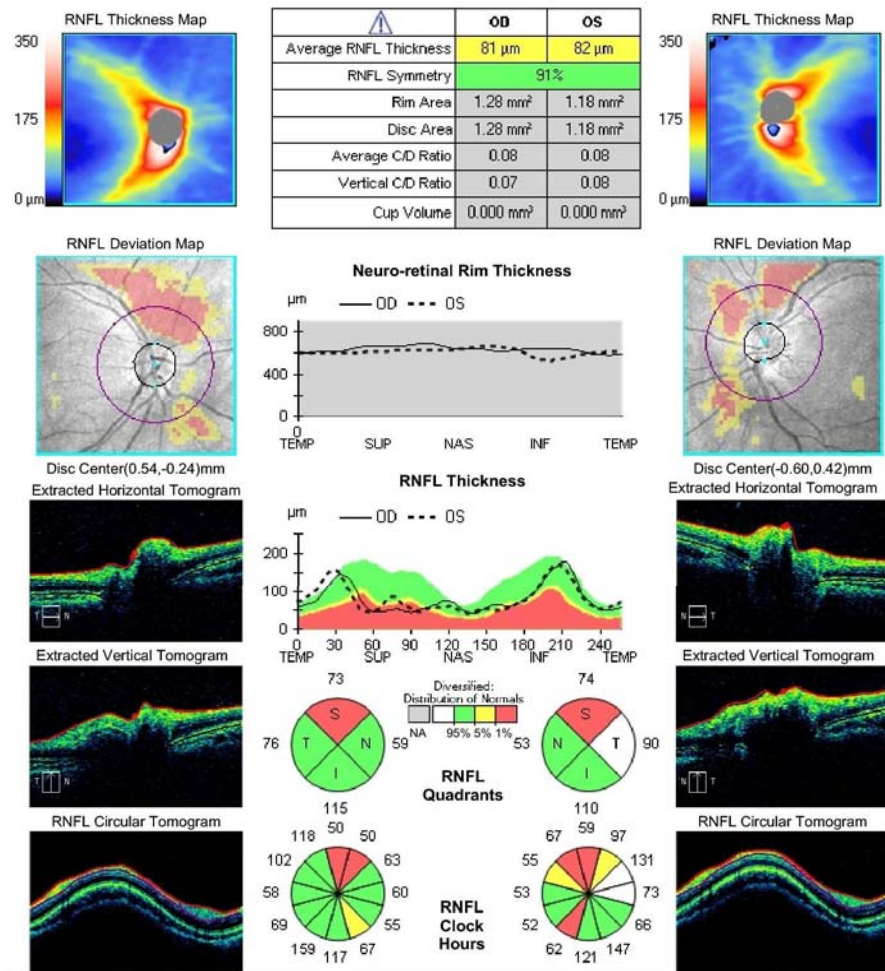 RNFL Thickness Map
350
175
0 µm
OD OS
Average RNFL Thickness 81 µm 82 µm
RNFL Symmetry 91%
Rim Area 1.28 mm² 1.18 mm²
Disc Area 1.28 mm² 1.18 mm²
Average C/D Ratio 0.08 0.08
Vertical C/D Ratio 0.07 0.08
Cup Volume 0.000 mm³ 0.000 mm³
RNFL Thickness Map
350
175
0 µm
RNFL Deviation Map
Disc Center(0.54,-0.24)mm
Neuro-retinal Rim Thickness
µm OD OS
800
400
0
0
TEMP SUP NAS INF TEMP
RNFL Deviation Map
Disc Center(-0.60,0.42)mm
Extracted Horizontal Tomogram
T N
RNFL Thickness
µm OD OS
200
100
0
0 30 60 90 120 150 180 210 240
TEMP SUP NAS INF TEMP
Extracted Horizontal Tomogram
T N
Extracted Vertical Tomogram
T N
73
S
76 T N 59
I
115
Diversified:
Distribution of Normals
NA 95% 5% 1%
RNFL
Quadrants
74
S
53 N T 90
I
110
Extracted Vertical Tomogram
T N
RNFL Circular Tomogram
50 50
118 63
102 60
58 55
69 67
159 117
RNFL
Clock
Hours
59
67 97
55 131
53 73
52 66
62 147
121
RNFL Circular Tomogram